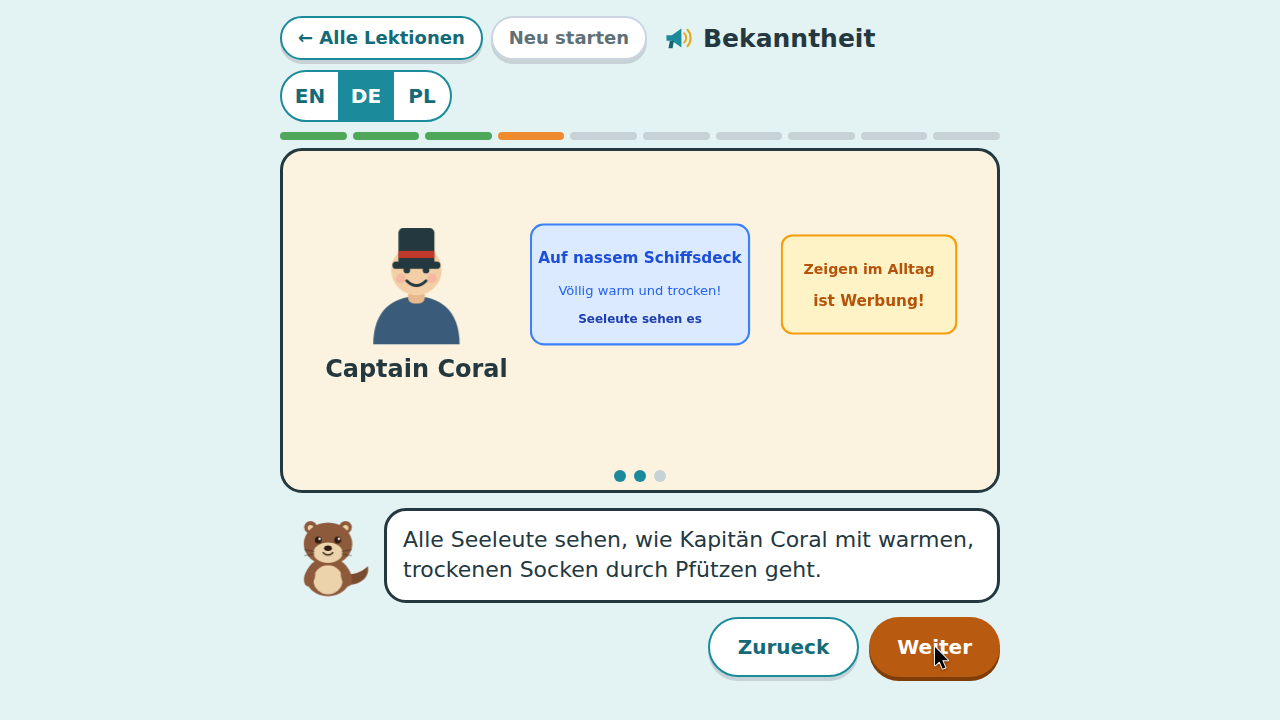 ← Alle Lektionen
Neu starten
Bekanntheit
EN DE PL
Auf nassem Schiffsdeck
Völlig warm und trocken!
Seeleute sehen es
Zeigen im Alltag
ist Werbung!
Captain Coral
Alle Seeleute sehen, wie Kapitän Coral mit warmen,
trockenen Socken durch Pfützen geht.
Zurueck
Weiter